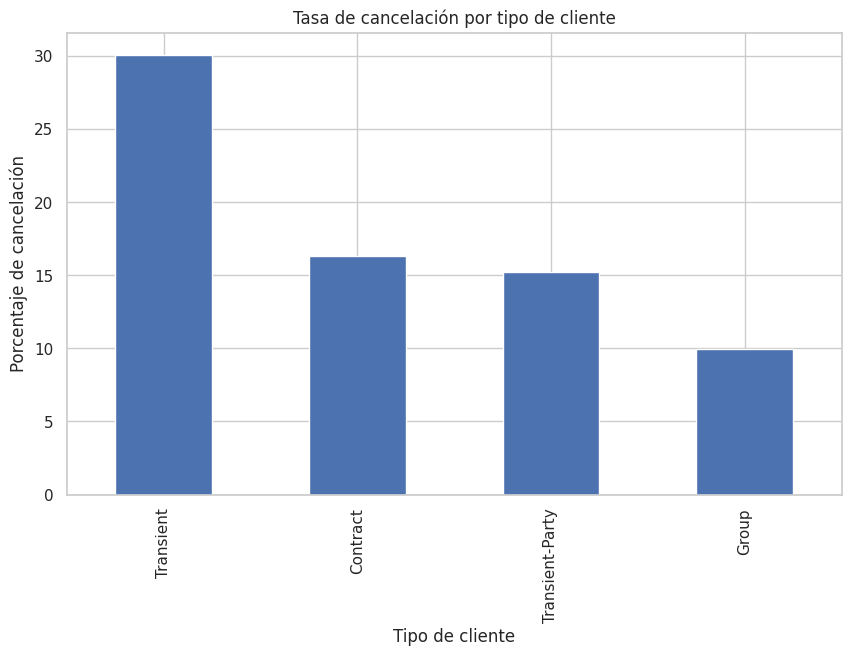 Tasa de cancelación por tipo de cliente
Porcentaje de cancelación
30
25
20
15
10
5
0
Transient
Contract
Transient-Party
Group
Tipo de cliente